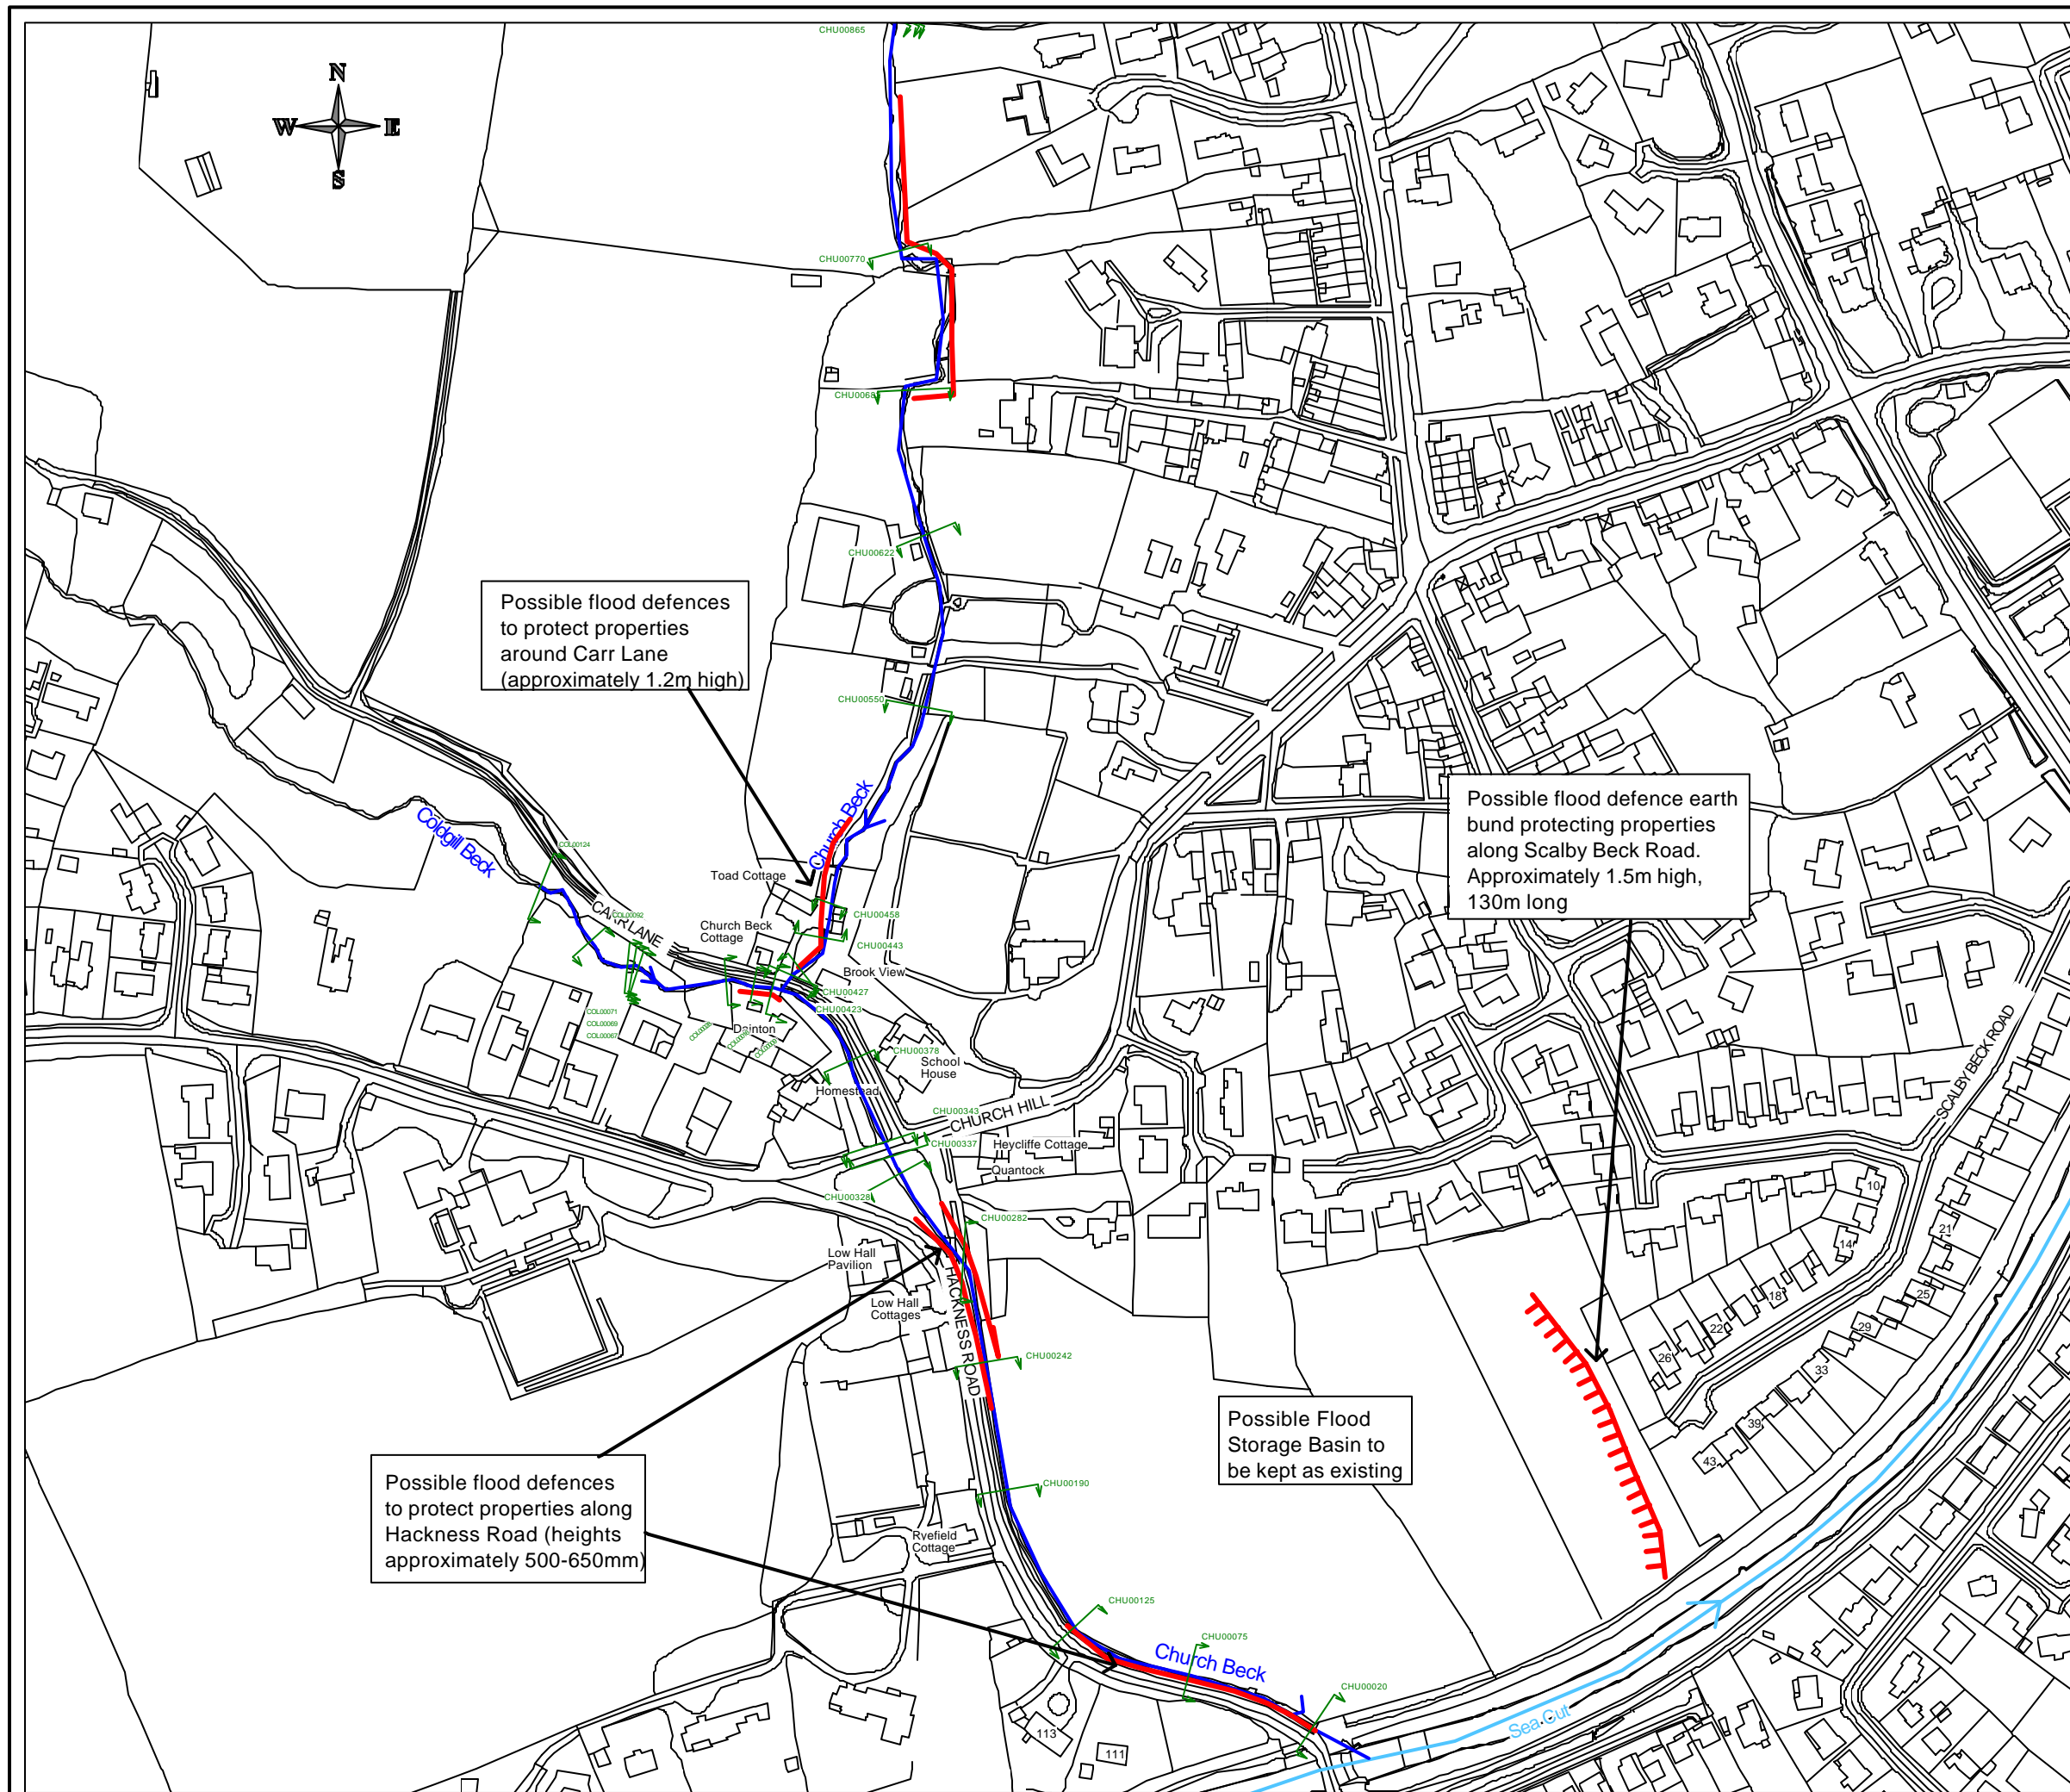 CHU00865
N
W
E
S
CHU00770
CHU00622
Possible flood defences
to protect properties
around Carr Lane
(approximately 1.2m high)
CHU00550
Church Beck
Coldgill Beck
Possible flood defence earth
bund protecting properties
along Scalby Beck Road.
Approximately 1.5m high,
130m long
COL00124
Toad Cottage
CARR LANE
COL00092
CHU00458
Church Beck
Cottage
CHU00443
Brook View
CHU00427
CHU00423
COL00071
COL00069
COL00067
Dainton
CHU00378
School
House
Homestead
SCALBY BECK ROAD
CHU00343
CHURCH HILL
CHU00337
Heycliffe Cottage
Quantock
CHU00328
CHU00282
10
21
14
Low Hall
Pavilion
HACKNESS ROAD
Low Hall
Cottages
25
18
22
29
26
33
CHU00242
39
43
Possible Flood
Storage Basin to
be kept as existing
CHU00190
Possible flood defences
to protect properties along
Hackness Road (heights
approximately 500-650mm)
Ryefield
Cottage
CHU00125
CHU00075
Church Beck
CHU00020
Sea Cut
113
111